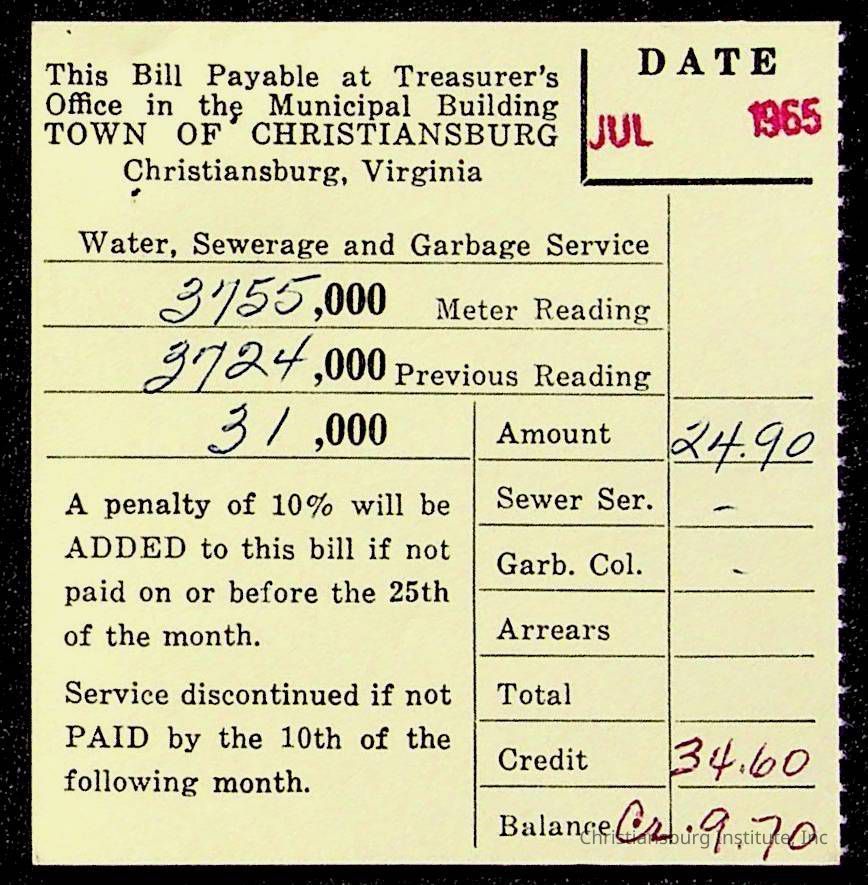 This Bill Payable at Treasurer's
Office in the Municipal Building
TOWN OF CHRISTIANSBURG
Christiansburg, Virginia
DATE
JUL 1965
Water, Sewerage and Garbage Service
3755,000 Meter Reading
3724,000 Previous Reading
31,000
Amount 24.90
Sewer Ser. -
Garb. Col. -
Arrears
Total
Credit 34.60
Balance Cr. 9.70
A penalty of 10% will be
ADDED to this bill if not
paid on or before the 25th
of the month.
Service discontinued if not
PAID by the 10th of the
following month.
Christiansburg Institute, Inc